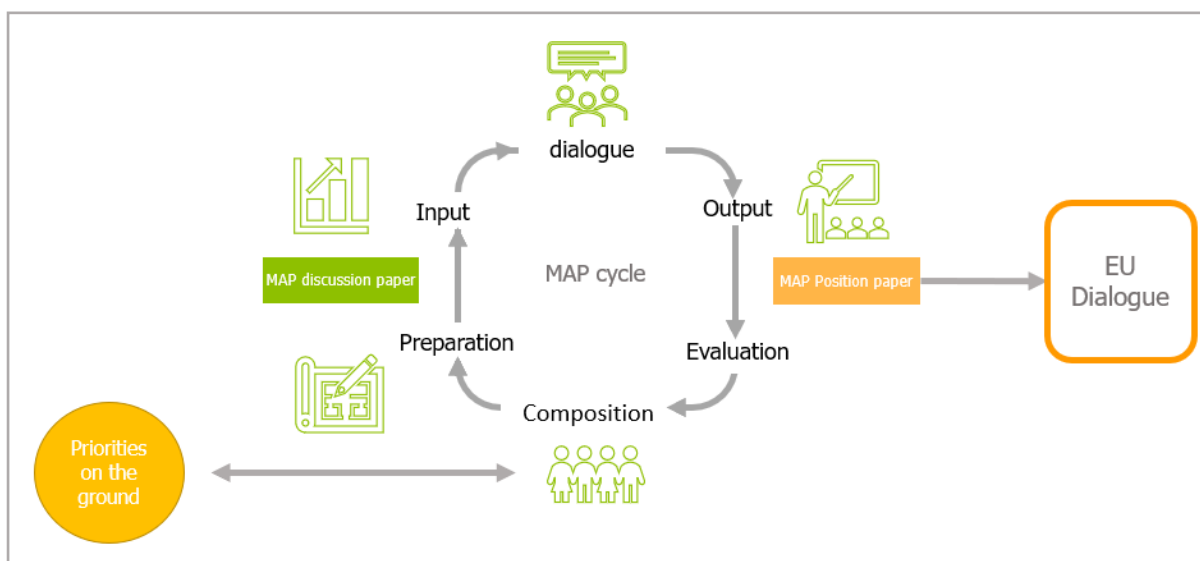 dialogue
Input
Output
MAP discussion paper
MAP cycle
MAP Position paper
EU
Dialogue
Preparation
Evaluation
Composition
Priorities
on the
ground